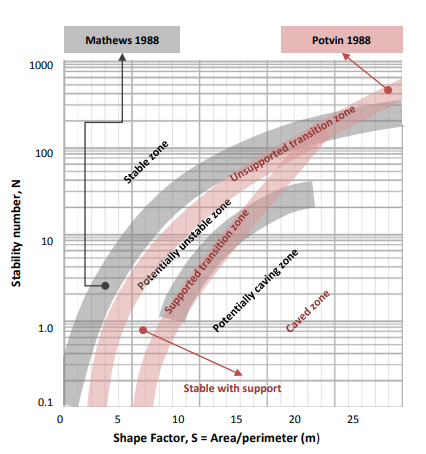 Mathews 1988
Potvin 1988
1000
100
10
1.0
0.1
Stability number, N
Stable zone
Unsupported transition zone
Potentially unstable zone
Supported transition zone
Potentially caving zone
Caved zone
Stable with support
0
5
10
15
20
25
Shape Factor, S = Area/perimeter (m)